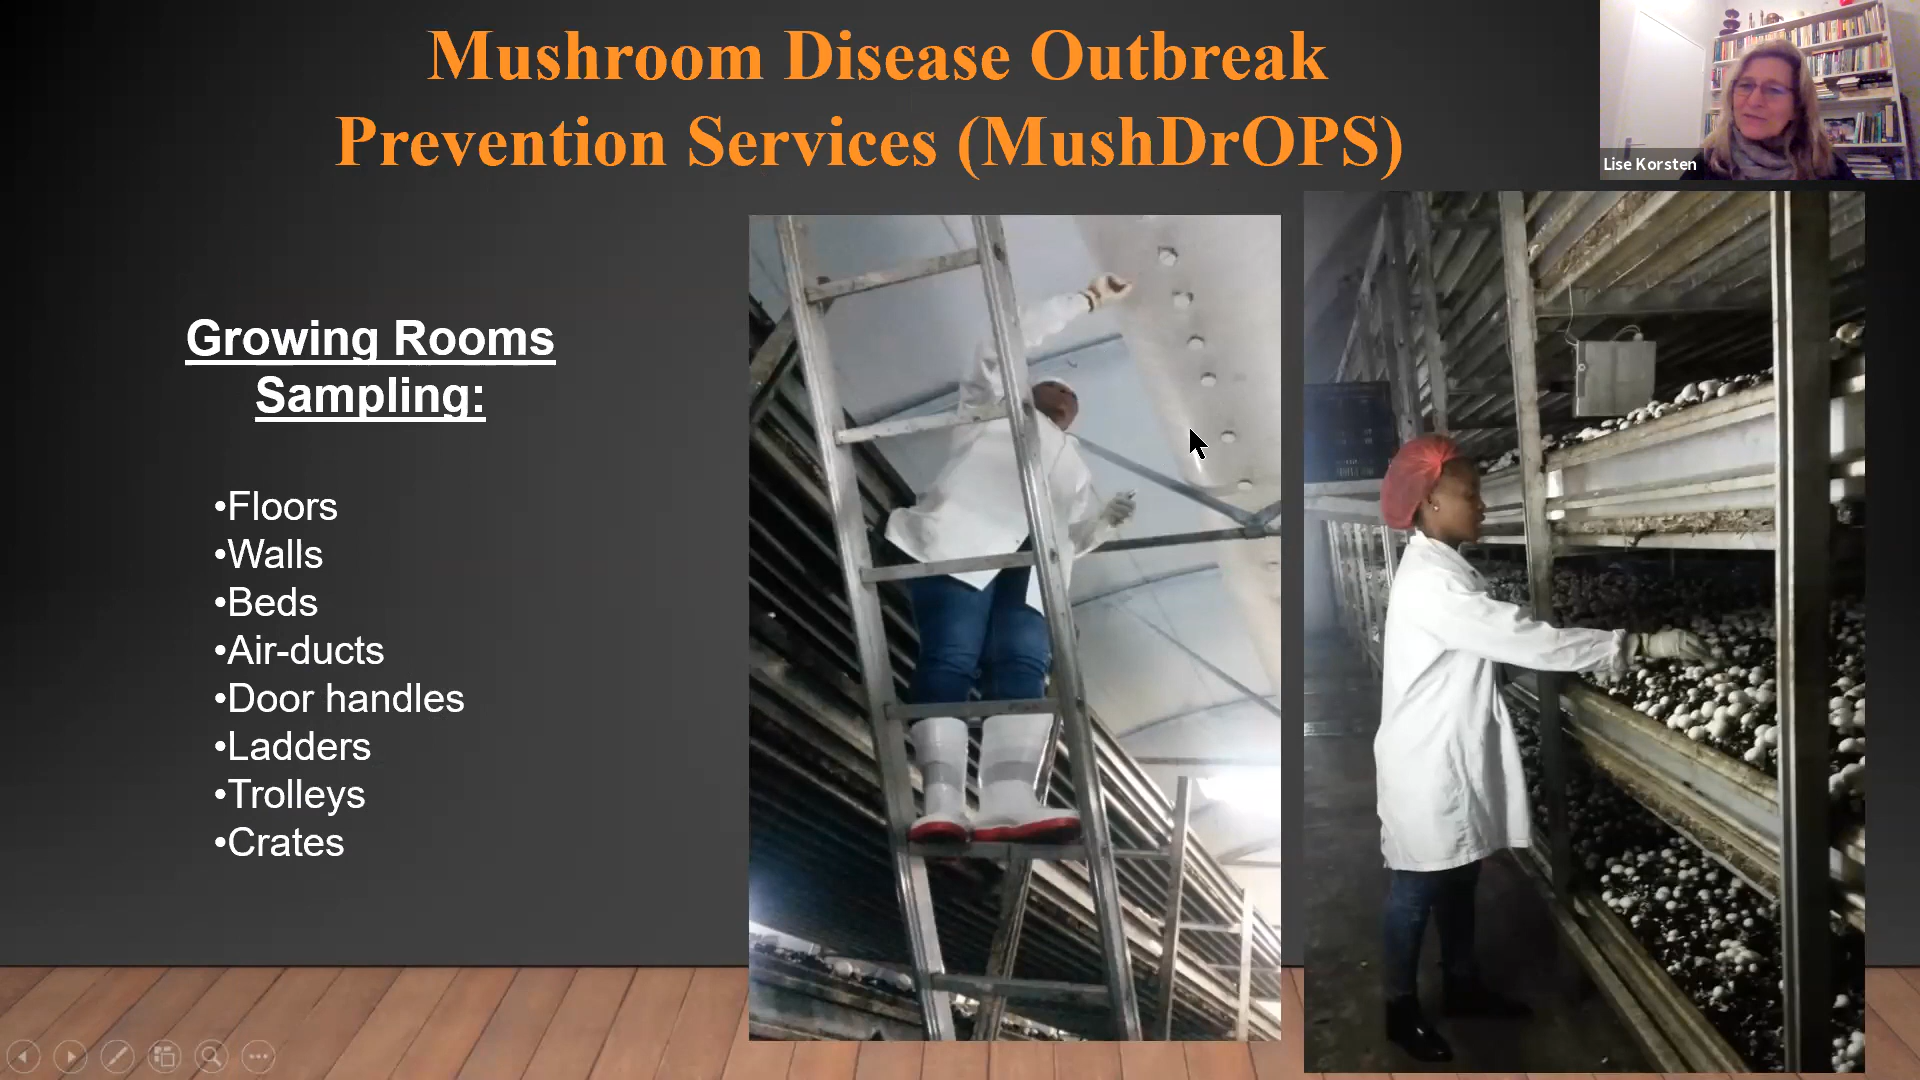 Mushroom Disease Outbreak
Prevention Services (MushDrOPS)
Lise Korsten
Growing Rooms
Sampling:
•Floors
•Walls
•Beds
•Air-ducts
•Door handles
•Ladders
•Trolleys
•Crates